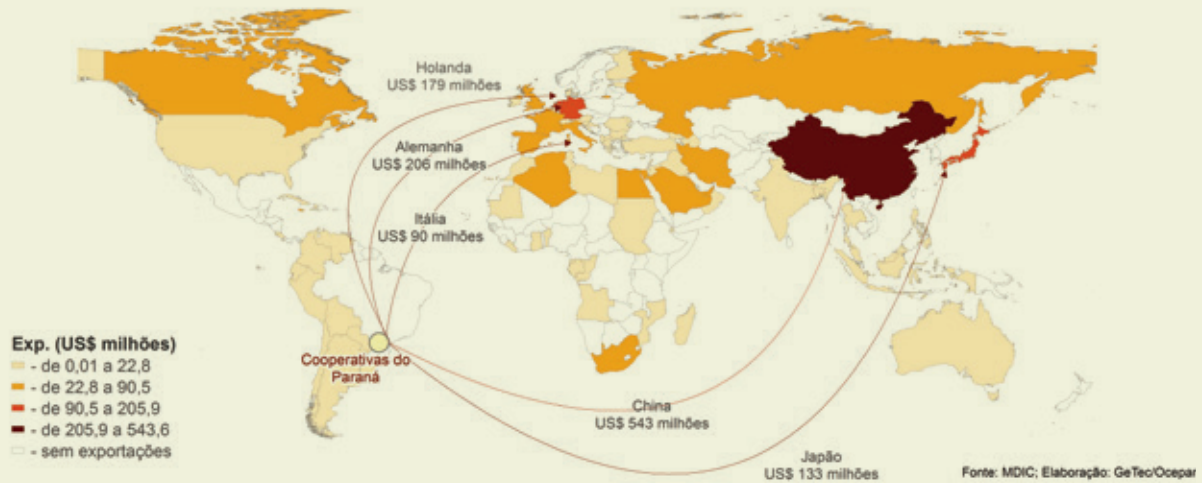 Holanda
US$ 179 milhões
Alemanha
US$ 206 milhões
Itália
US$ 90 milhões
Exp. (US$ milhões)
- de 0,01 a 22,8
- de 22,8 a 90,5
- de 90,5 a 205,9
- de 205,9 a 543,6
- sem exportações
Cooperativas do
Paraná
China
US$ 543 milhões
Japão
US$ 133 milhões
Fonte: MDIC; Elaboração: GeTec/Ocepar